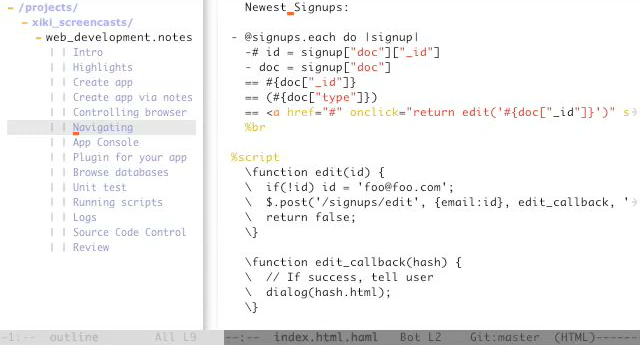 - /projects/
- xiki_screencasts/
- web_development.notes
| | Intro
| | Highlights
| | Create app
| | Create app via notes
| | Controlling browser
| | Navigating
| | App Console
| | Plugin for your app
| | Browse databases
| | Unit test
| | Running scripts
| | Logs
| | Source Code Control
| | Review
-1:-- outline All L9
Newest_Signups:
- @signups.each do |signup|
-# id = signup["doc"]["_id"]
- doc = signup["doc"]
== #{doc["_id"]}
== (#{doc["type"]})
== <a href="#" onclick="return edit('#{doc["_id"]}')" s
%br
%script
\function edit(id) {
\ if(!id) id = 'foo@foo.com';
\ $.post('/signups/edit', {email:id}, edit_callback, '
\ return false;
\}
\function edit_callback(hash) {
\ // If success, tell user
\ dialog(hash.html);
\}
--:-- index.html.haml Bot L2 Git:master (HTML)------